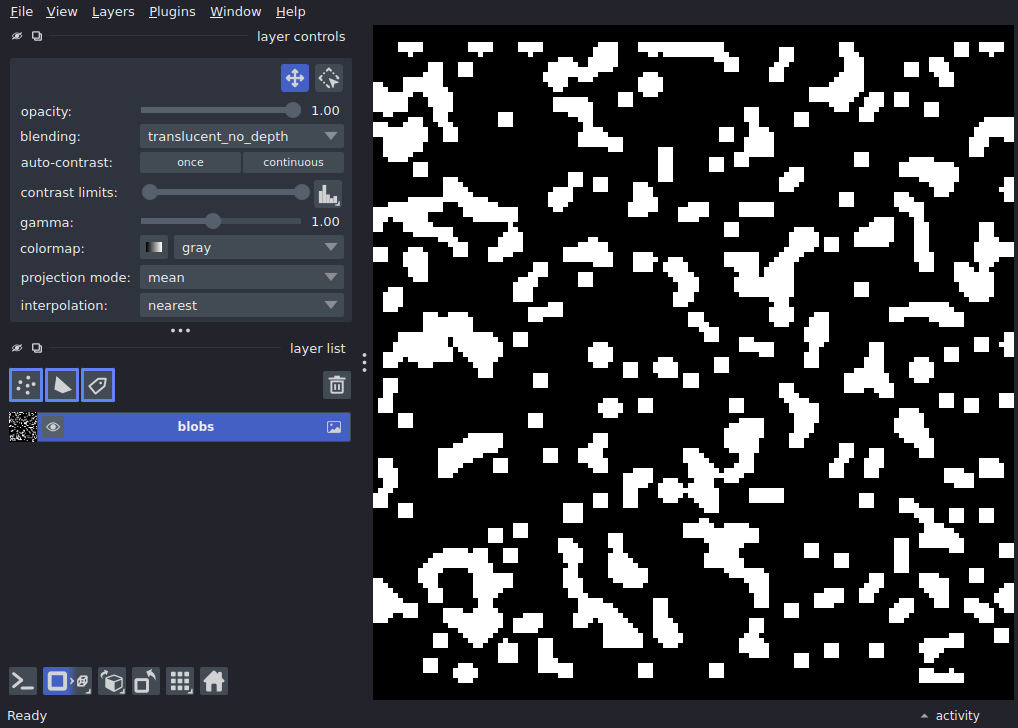 File View Layers Plugins Window Help
layer controls
opacity: 1.00
blending: translucent_no_depth
auto-contrast: once continuous
contrast limits:
gamma: 1.00
colormap: gray
projection mode: mean
interpolation: nearest
layer list
blobs
Ready activity